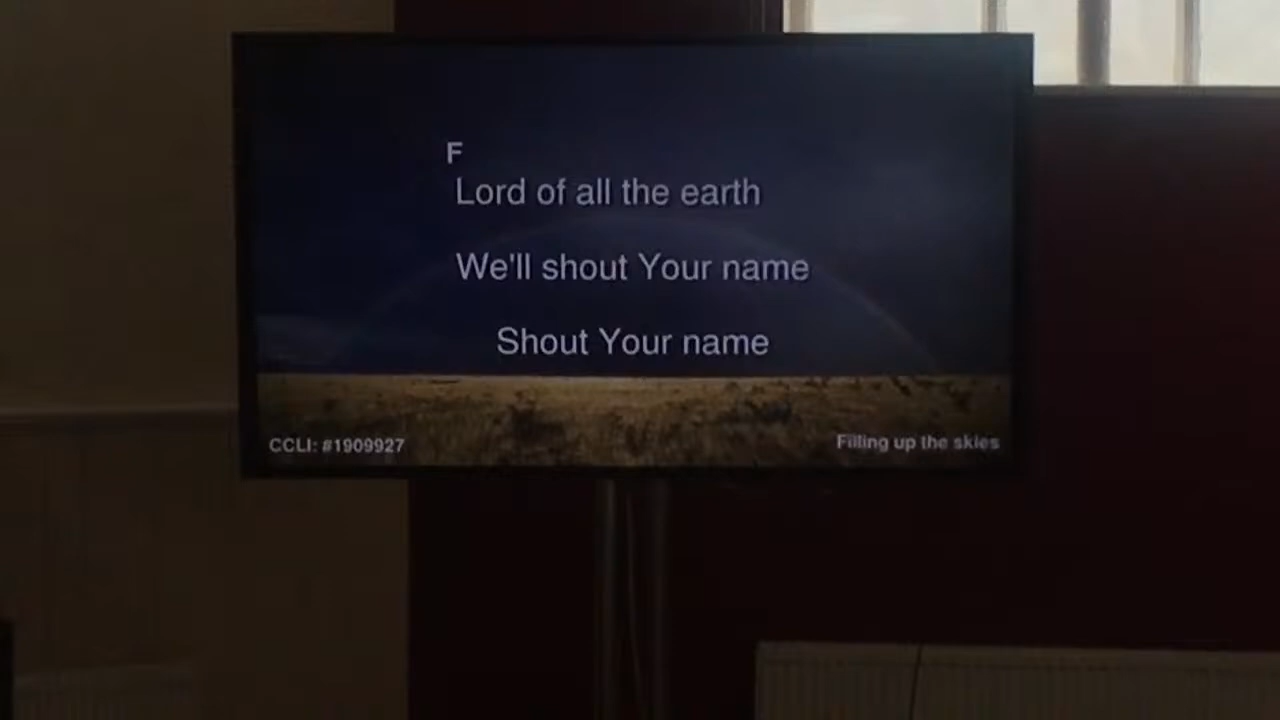 F
Lord of all the earth
We'll shout Your name
Shout Your name
CCLI: #1909927
Filling up the skies